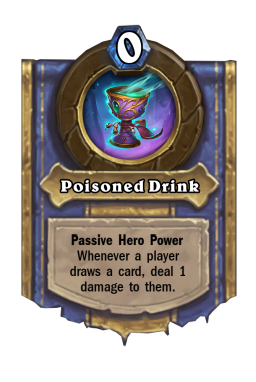 0
Poisoned Drink
Passive Hero Power
Whenever a player
draws a card, deal 1
damage to them.